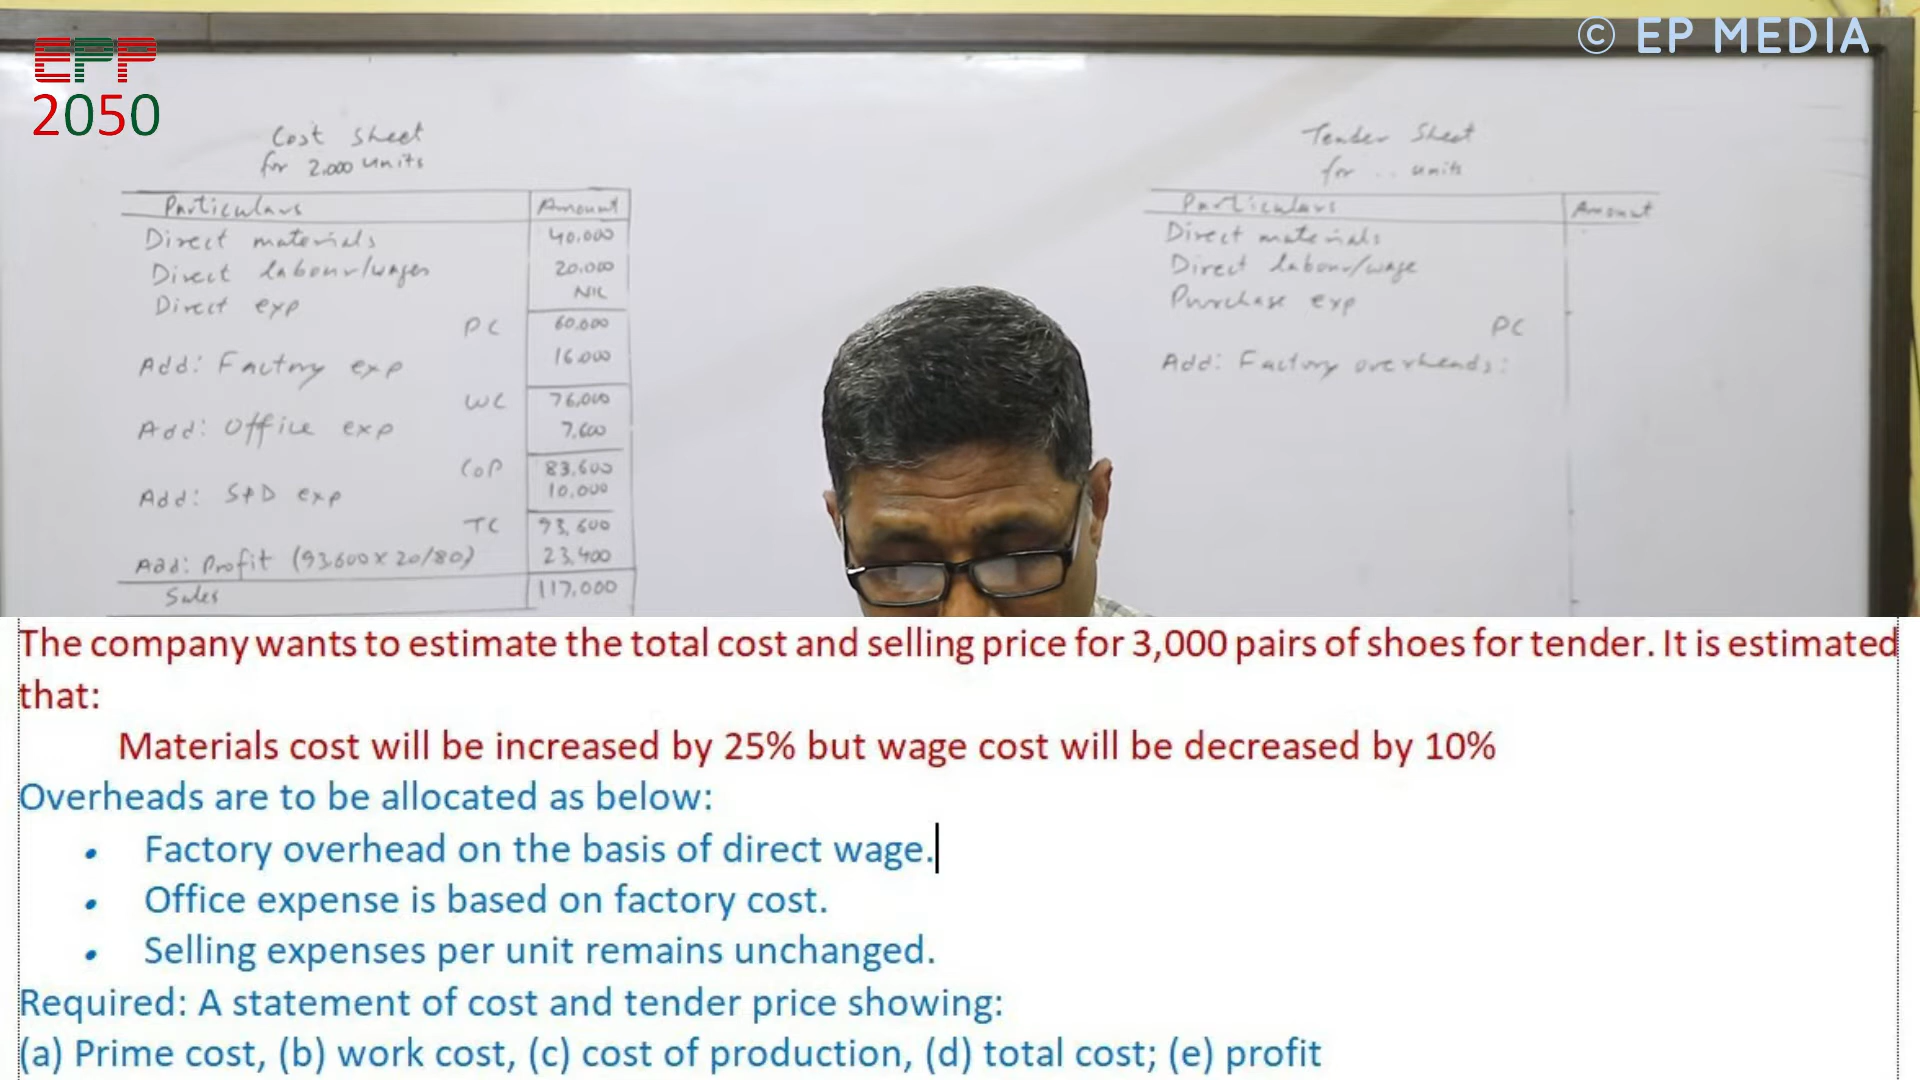 EPP
2050
© EP MEDIA
Cost Sheet
for 2,000 units
Particulars Amount
Direct materials 40,000
Direct labour/wages 20,000
Direct exp NIL
PC 60,000
Add: Factory exp 16,000
WC 76,000
Add: Office exp 7,600
CoP 83,600
Add: S&D exp 10,000
TC 93,600
Add: Profit (93,600 x 20/80) 23,400
Sales 117,000
Tender Sheet
for .. units
Particulars Amount
Direct materials
Direct labour/wage
Purchase exp
PC
Add: Factory overheads:
The company wants to estimate the total cost and selling price for 3,000 pairs of shoes for tender. It is estimated
that:
Materials cost will be increased by 25% but wage cost will be decreased by 10%
Overheads are to be allocated as below:
• Factory overhead on the basis of direct wage.
• Office expense is based on factory cost.
• Selling expenses per unit remains unchanged.
Required: A statement of cost and tender price showing:
(a) Prime cost, (b) work cost, (c) cost of production, (d) total cost; (e) profit